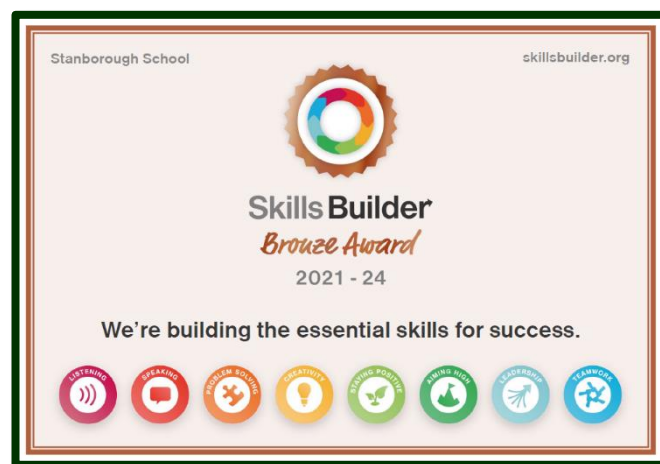 Stanborough School
skillsbuilder.org
Skills Builder
Bronze Award
2021 - 24
We're building the essential skills for success.
LISTENING SPEAKING PROBLEM SOLVING CREATIVITY STAYING POSITIVE AIMING HIGH LEADERSHIP TEAMWORK